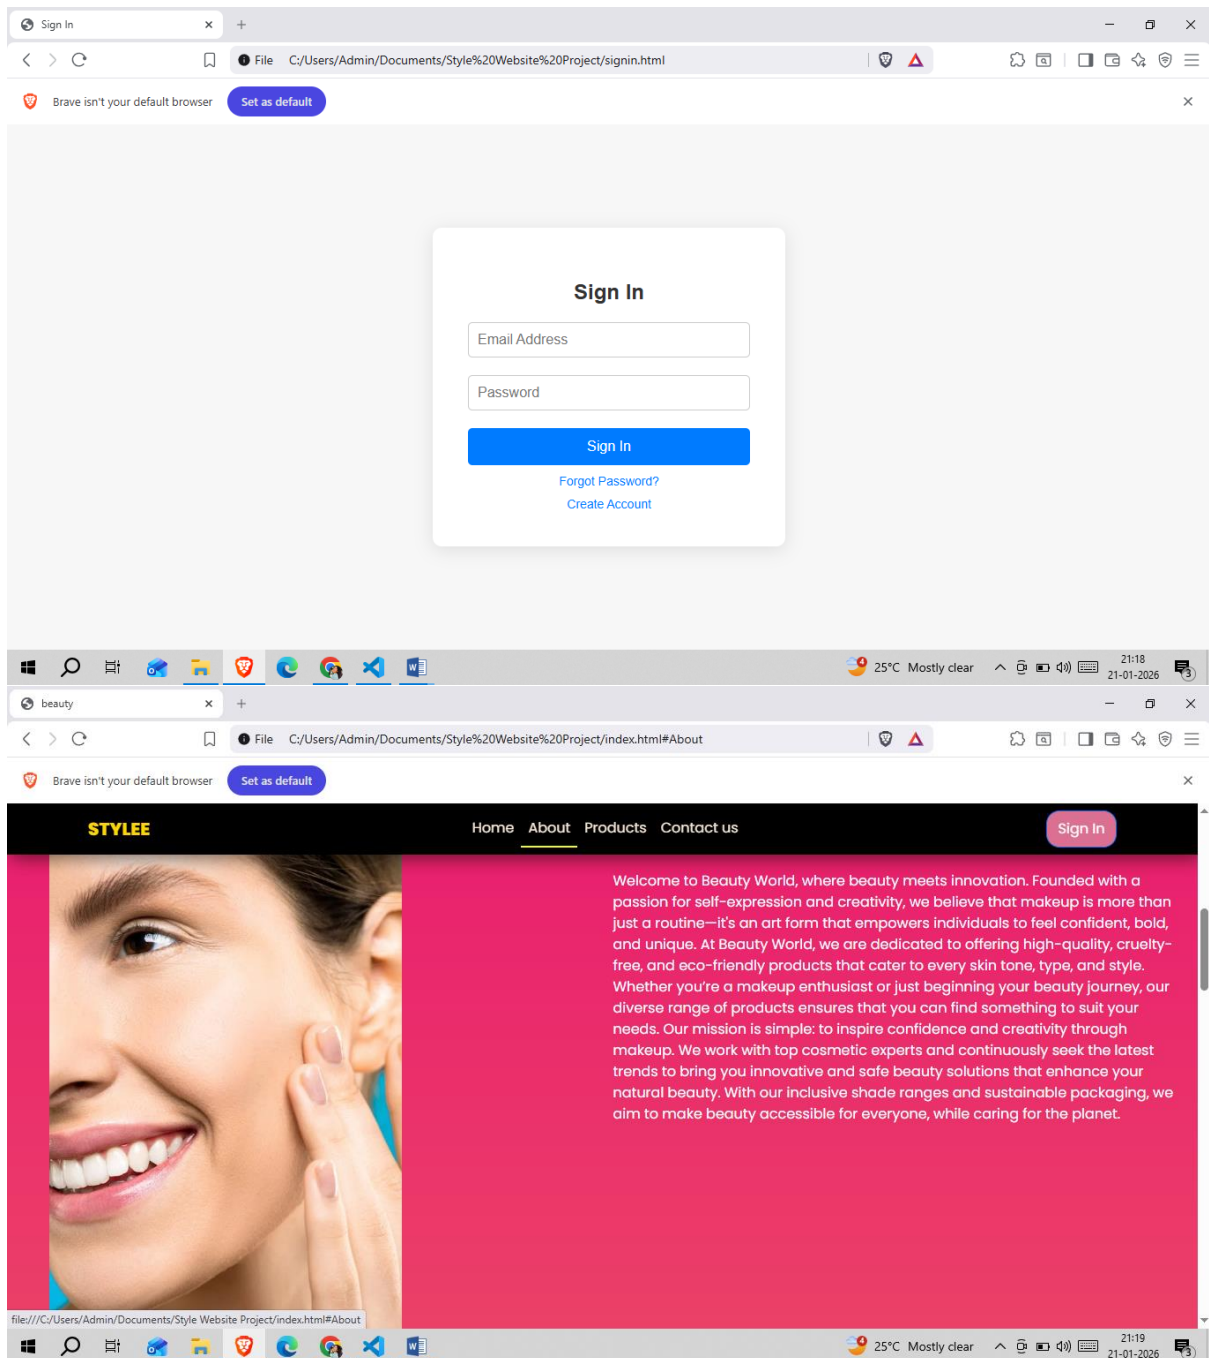 Sign In
File C:/Users/Admin/Documents/Style%20Website%20Project/signin.html
Brave isn't your default browser Set as default
Sign In
Email Address
Password
Sign In
Forgot Password?
Create Account
25°C Mostly clear
21:18
21-01-2026
3
beauty
File C:/Users/Admin/Documents/Style%20Website%20Project/index.html#About
Brave isn't your default browser Set as default
STYLEE Home About Products Contact us Sign In
Welcome to Beauty World, where beauty meets innovation. Founded with a
passion for self-expression and creativity, we believe that makeup is more than
just a routine—it's an art form that empowers individuals to feel confident, bold,
and unique. At Beauty World, we are dedicated to offering high-quality, cruelty-
free, and eco-friendly products that cater to every skin tone, type, and style.
Whether you're a makeup enthusiast or just beginning your beauty journey, our
diverse range of products ensures that you can find something to suit your
needs. Our mission is simple: to inspire confidence and creativity through
makeup. We work with top cosmetic experts and continuously seek the latest
trends to bring you innovative and safe beauty solutions that enhance your
natural beauty. With our inclusive shade ranges and sustainable packaging, we
aim to make beauty accessible for everyone, while caring for the planet.
file:///C:/Users/Admin/Documents/Style Website Project/index.html#About
25°C Mostly clear
21:19
21-01-2026
3